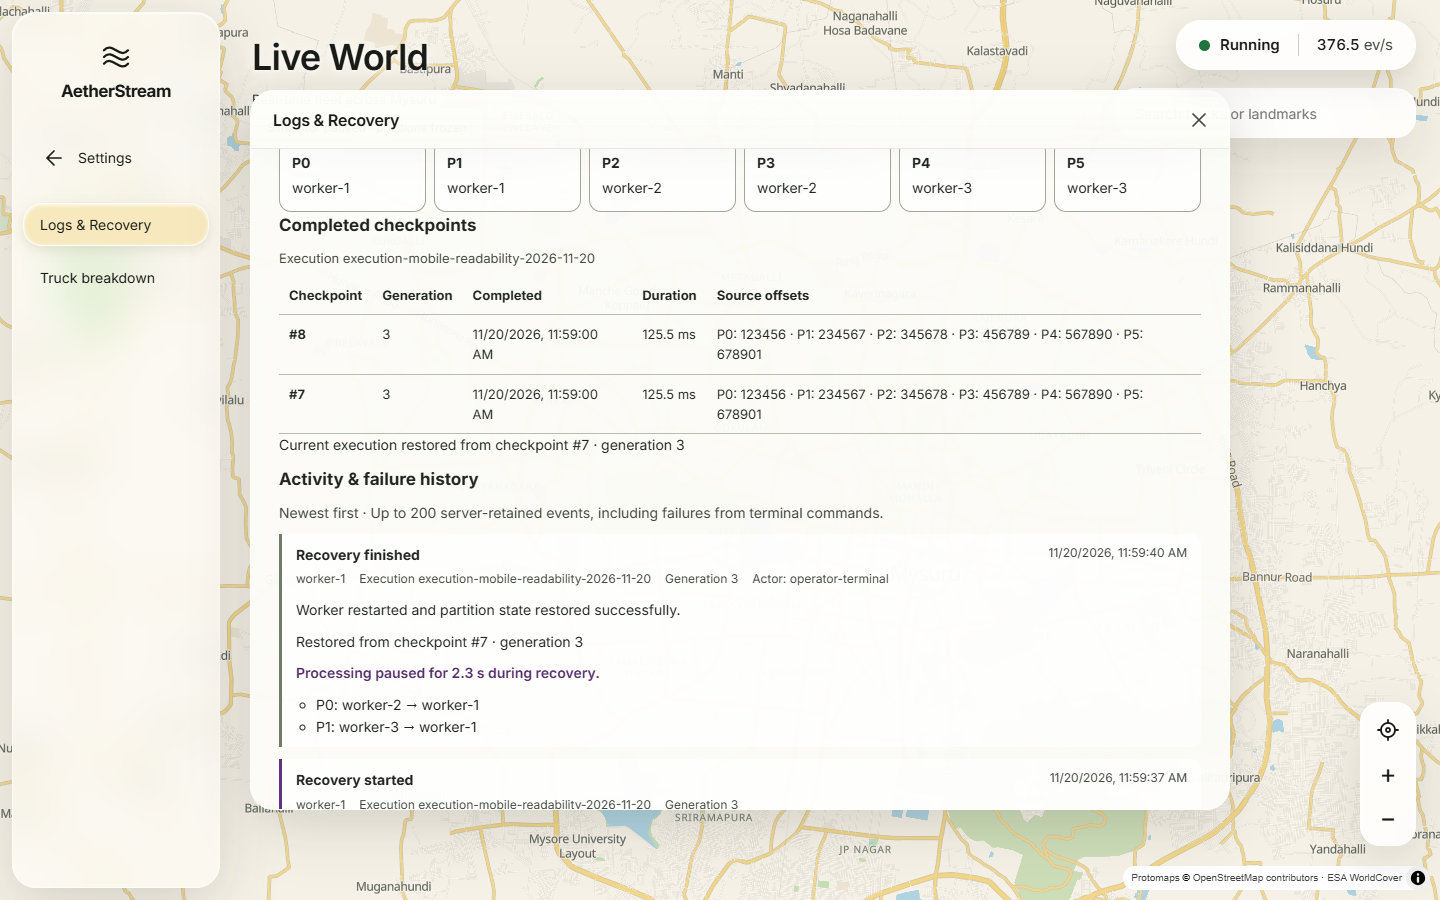 AetherStream
Settings
Logs & Recovery
Truck breakdown
Live World
Running
376.5 ev/s
or landmarks
Logs & Recovery
P0
worker-1
P1
worker-1
P2
worker-2
P3
worker-2
P4
worker-3
P5
worker-3
Completed checkpoints
Execution execution-mobile-readability-2026-11-20
Checkpoint Generation Completed Duration Source offsets
#8 3 11/20/2026, 11:59:00 AM 125.5 ms P0: 123456 · P1: 234567 · P2: 345678 · P3: 456789 · P4: 567890 · P5: 678901
#7 3 11/20/2026, 11:59:00 AM 125.5 ms P0: 123456 · P1: 234567 · P2: 345678 · P3: 456789 · P4: 567890 · P5: 678901
Current execution restored from checkpoint #7 · generation 3
Activity & failure history
Newest first · Up to 200 server-retained events, including failures from terminal commands.
Recovery finished 11/20/2026, 11:59:40 AM
worker-1 Execution execution-mobile-readability-2026-11-20 Generation 3 Actor: operator-terminal
Worker restarted and partition state restored successfully.
Restored from checkpoint #7 · generation 3
Processing paused for 2.3 s during recovery.
P0: worker-2 → worker-1
P1: worker-3 → worker-1
Recovery started 11/20/2026, 11:59:37 AM
worker-1 Execution execution-mobile-readability-2026-11-20 Generation 3
Naganahalli
Hosa Badavane
Kalastavadi
Manti
Shyadanahalli
Bastipura
Kalisiddana Hundi
Rammanahalli
Hanchya
Road
Bannur Road
Naranahalli
Yandahalli
SRIRAMAPURA
Mysore University
Layout
JP NAGAR
Muganahundi
Protomaps © OpenStreetMap contributors · ESA WorldCover